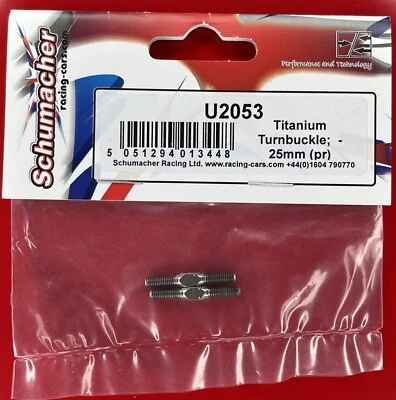 Schumacher
racing-cars.com
Performance and Technology
U2053
Titanium
Turnbuckle; -
25mm (pr)
5 051294 013448
Schumacher Racing Ltd. www.racing-cars.com +44(0)1604 790770